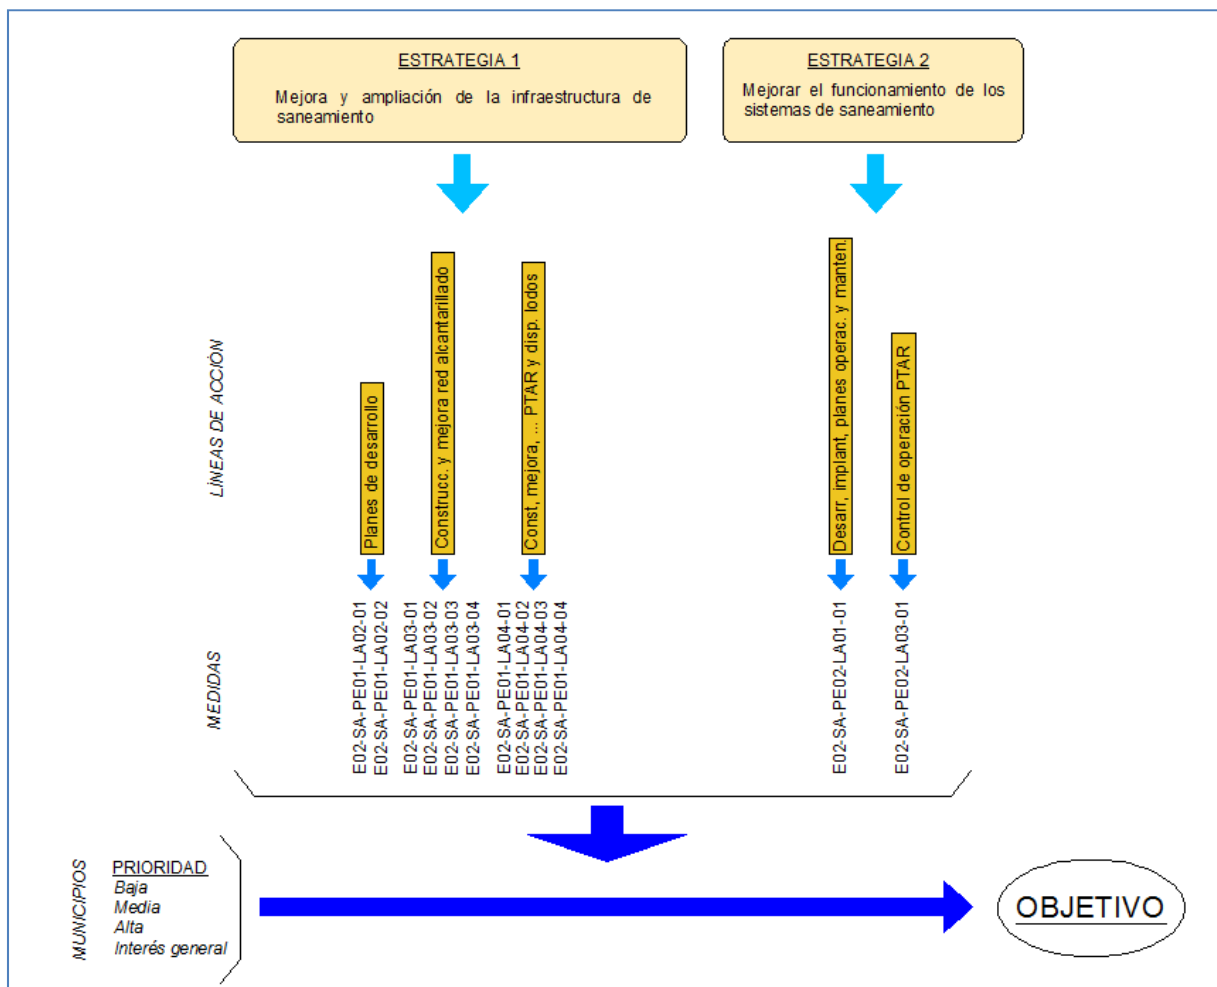 ESTRATEGIA 1
Mejora y ampliación de la infraestructura de
saneamiento
ESTRATEGIA 2
Mejorar el funcionamiento de los
sistemas de saneamiento
LÍNEAS DE ACCIÓN
Planes de desarrollo
Construcc. y mejora red alcantarillado
Const, mejora, ... PTAR y disp. lodos
Desarr, implant, planes operac. y manten.
Control de operación PTAR
MEDIDAS
E02-SA-PE01-LA02-01
E02-SA-PE01-LA02-02
E02-SA-PE01-LA03-01
E02-SA-PE01-LA03-02
E02-SA-PE01-LA03-03
E02-SA-PE01-LA03-04
E02-SA-PE01-LA04-01
E02-SA-PE01-LA04-02
E02-SA-PE01-LA04-03
E02-SA-PE01-LA04-04
E02-SA-PE02-LA01-01
E02-SA-PE02-LA03-01
MUNICIPIOS
PRIORIDAD
Baja
Media
Alta
Interés general
OBJETIVO